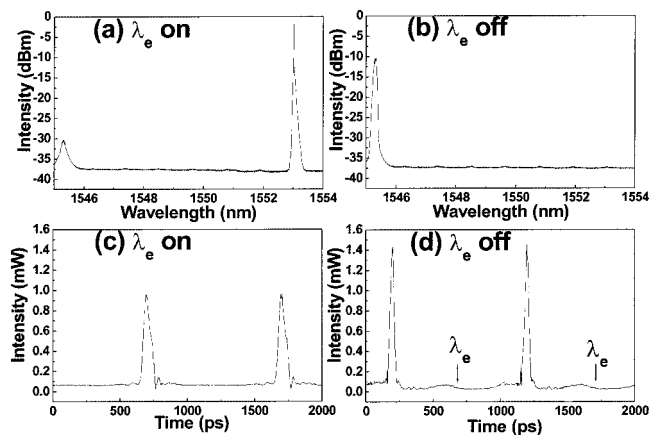 (a) λe on
Intensity (dBm)
0
-5
-10
-15
-20
-25
-30
-35
-40
1546 1548 1550 1552 1554
Wavelength (nm)
(b) λe off
Intensity (dBm)
0
-5
-10
-15
-20
-25
-30
-35
-40
1546 1548 1550 1552 1554
Wavelength (nm)
(c) λe on
Intensity (mW)
1.6
1.4
1.2
1.0
0.8
0.6
0.4
0.2
0.0
0 500 1000 1500 2000
Time (ps)
(d) λe off
Intensity (mW)
1.6
1.4
1.2
1.0
0.8
0.6
0.4
0.2
0.0
λe
λe
0 500 1000 1500 2000
Time (ps)